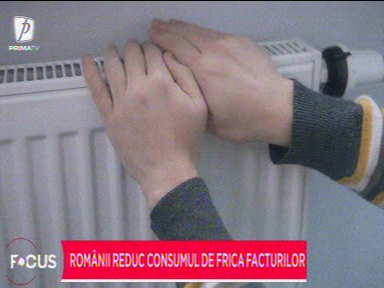 PRIMATV
FOCUS
ROMÂNII REDUC CONSUMUL DE FRICA FACTURILOR